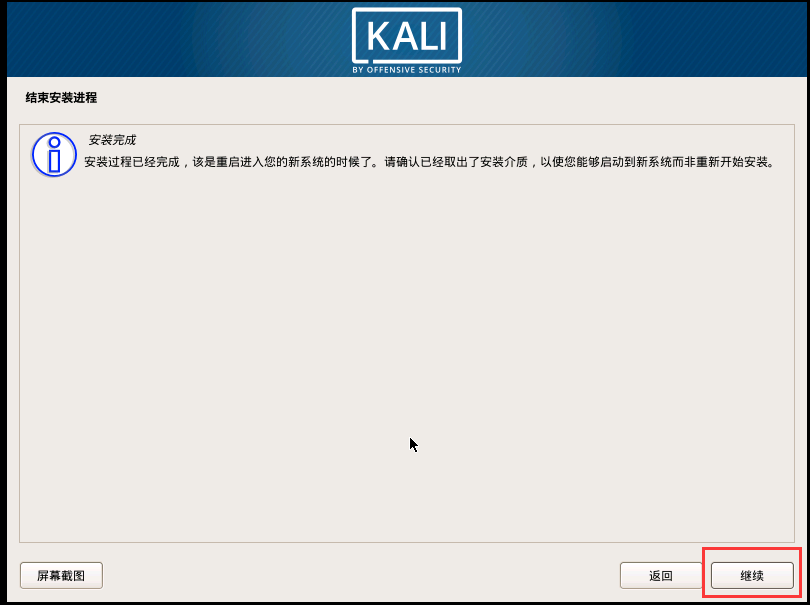 KALI
BY OFFENSIVE SECURITY
结束安装进程
安装完成
安装过程已经完成，该是重启进入您的新系统的时候了。请确认已经取出了安装介质，以使您能够启动到新系统而非重新开始安装。
屏幕截图
返回
继续